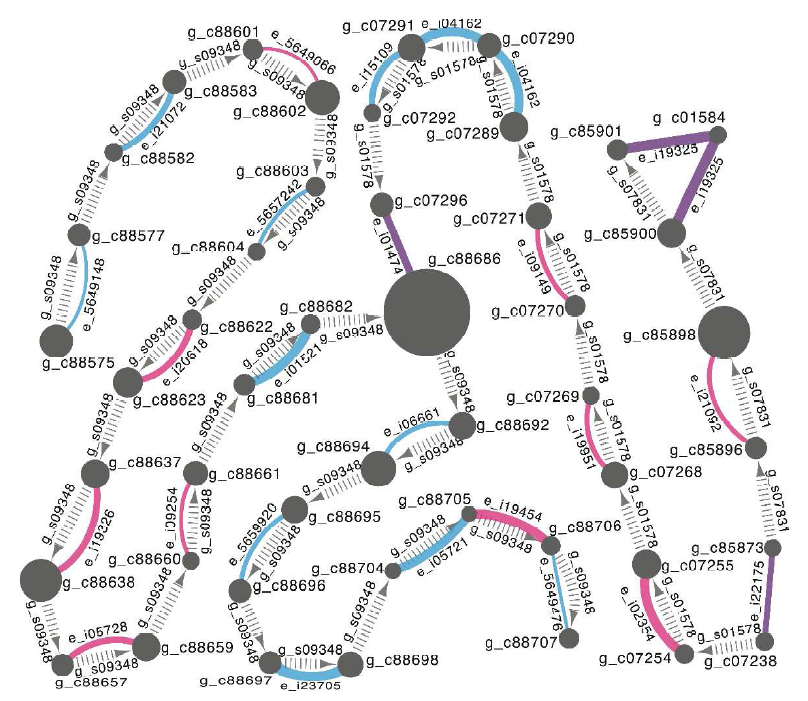 g_c88601
g_s09348
e_5649066
g_s09348
g_c88583
g_c88602
g_s09348
e_i21072
g_c88582
g_s09348
g_s09348
g_c88603
g_c88577
g_s09348
e_5649148
g_c88575
e_5657242
g_s09348
g_c88604
g_s09348
g_c88622
g_s09348
e_i20618
g_c88623
g_s09348
g_c88637
g_s09348
e_i19326
g_c88638
g_s09348
g_c88657
e_i05728
g_s09348
g_c88659
g_s09348
g_c88660
e_i09254
g_s09348
g_c88661
g_s09348
g_c88681
g_s09348
e_i01521
g_c88682
g_s09348
g_c88686
g_s09348
g_c88692
e_i06661
g_s09348
g_c88694
g_s09348
g_c88695
e_5659920
g_s09348
g_c88696
g_s09348
g_c88697
g_s09348
e_i23705
g_c88698
g_s09348
g_c88704
g_s09348
e_i05721
g_c88705
e_i19454
g_s09348
g_c88706
e_5649476
g_s09348
g_c88707
e_i01474
g_c07296
g_s01578
g_c07292
e_i15109
g_s01578
g_c07291
e_i04162
g_s01578
g_c07290
e_i04162
g_s01578
g_c07289
g_s01578
g_c07271
e_i09149
g_s01578
g_c07270
g_s01578
g_c07269
e_i19951
g_s01578
g_c07268
g_s01578
g_c07255
e_i02354
g_s01578
g_c07254
g_s01578
g_c07238
e_i22175
g_c85873
g_s07831
g_c85896
e_i21092
g_s07831
g_c85898
g_s07831
g_c85900
g_s07831
e_i19325
g_c85901
e_i19325
g_c01584